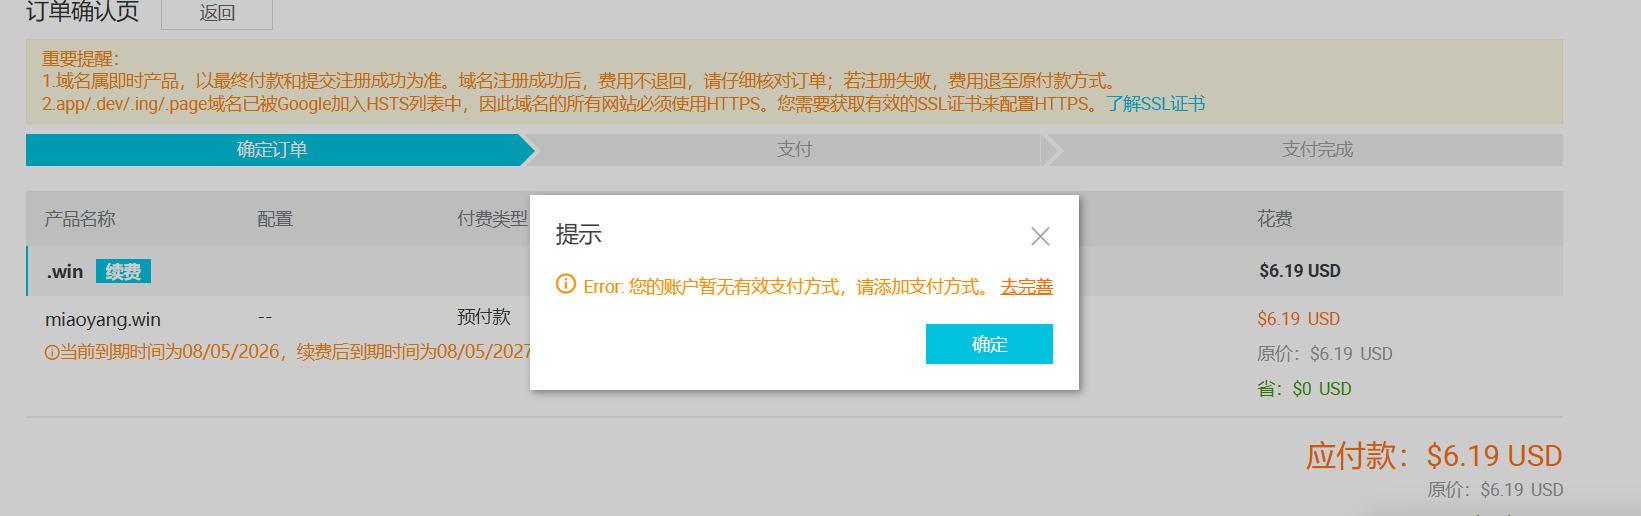 订单确认页 返回
重要提醒：
1.域名属即时产品，以最终付款和提交注册成功为准。域名注册成功后，费用不退回，请仔细核对订单；若注册失败，费用退至原付款方式。
2.app/.dev/.ing/.page域名已被Google加入HSTS列表中，因此域名的所有网站必须使用HTTPS。您需要获取有效的SSL证书来配置HTTPS。了解SSL证书
确定订单 支付 支付完成
产品名称 配置 付费类型 花费
提示
.win 续费 $6.19 USD
Error: 您的账户暂无有效支付方式，请添加支付方式。 去完善
miaoyang.win -- 预付款 $6.19 USD
确定
当前到期时间为08/05/2026，续费后到期时间为08/05/2027
原价：$6.19 USD
省：$0 USD
应付款：$6.19 USD
原价：$6.19 USD